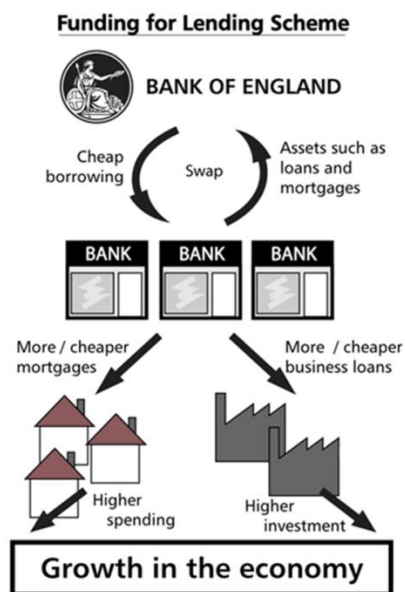 Funding for Lending Scheme
BANK OF ENGLAND
Cheap
borrowing
Swap
Assets such as
loans and
mortgages
BANK
BANK
BANK
More / cheaper
mortgages
More / cheaper
business loans
Higher
spending
Higher
investment
Growth in the economy